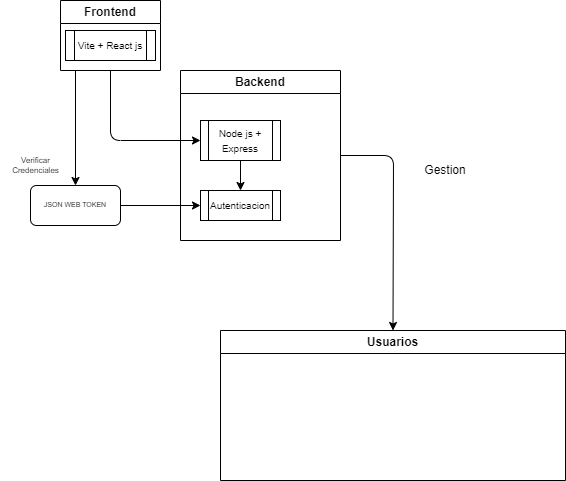 Frontend
Vite + React js
Backend
Node js +
Express
Verificar
Credenciales
Gestion
JSON WEB TOKEN
Autenticacion
Usuarios